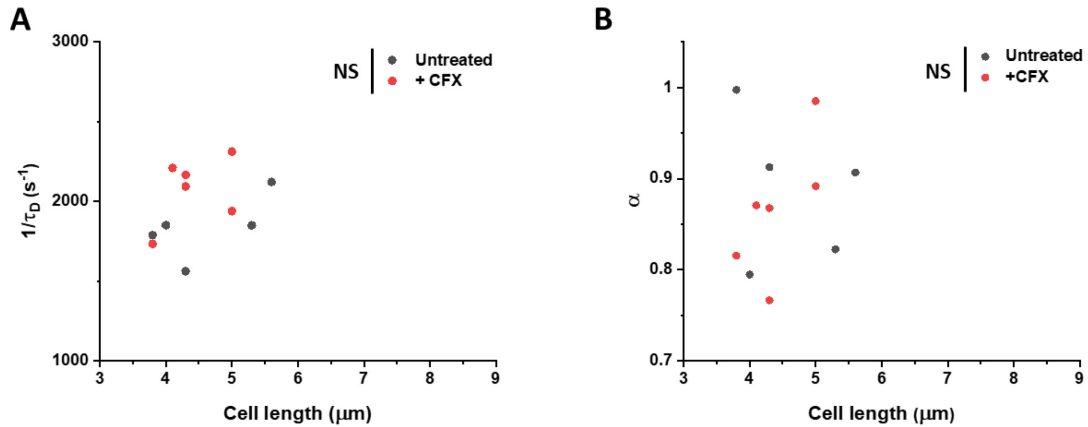 A
3000
2000
1000
1/τD (s-1)
NS
Untreated
+ CFX
3 4 5 6 7 8 9
Cell length (μm)
B
1
0.9
0.8
0.7
α
NS
Untreated
+CFX
3 4 5 6 7 8 9
Cell length (μm)